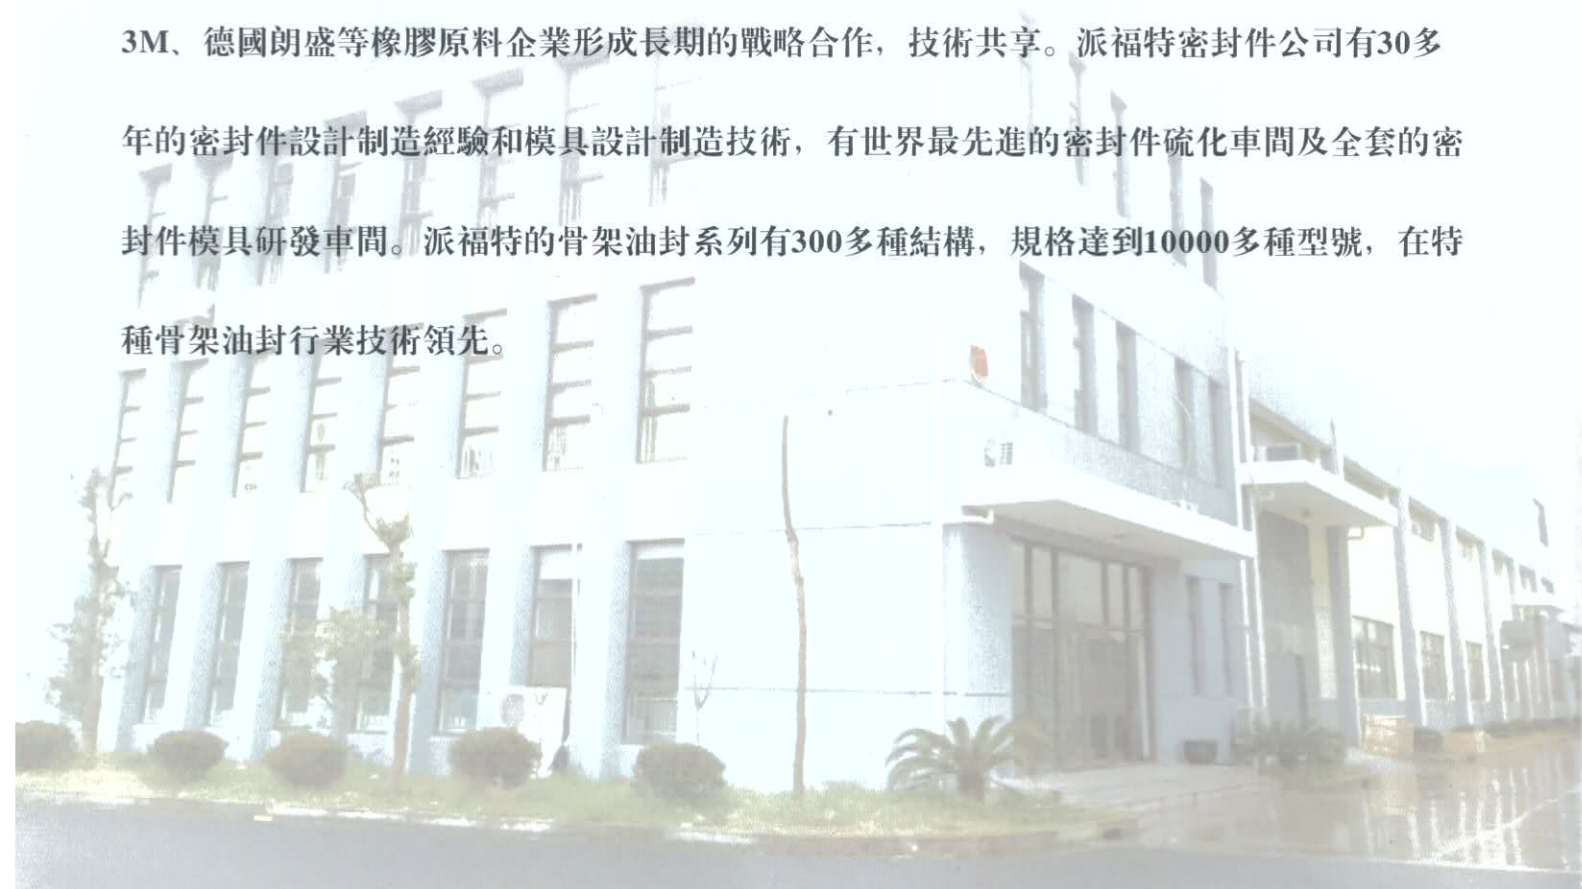 3M、德國朗盛等橡膠原料企業形成長期的戰略合作，技術共享。派福特密封件公司有30多
年的密封件設計制造經驗和模具設計制造技術，有世界最先進的密封件硫化車間及全套的密
封件模具研發車間。派福特的骨架油封系列有300多種結構，規格達到10000多種型號，在特
種骨架油封行業技術領先。